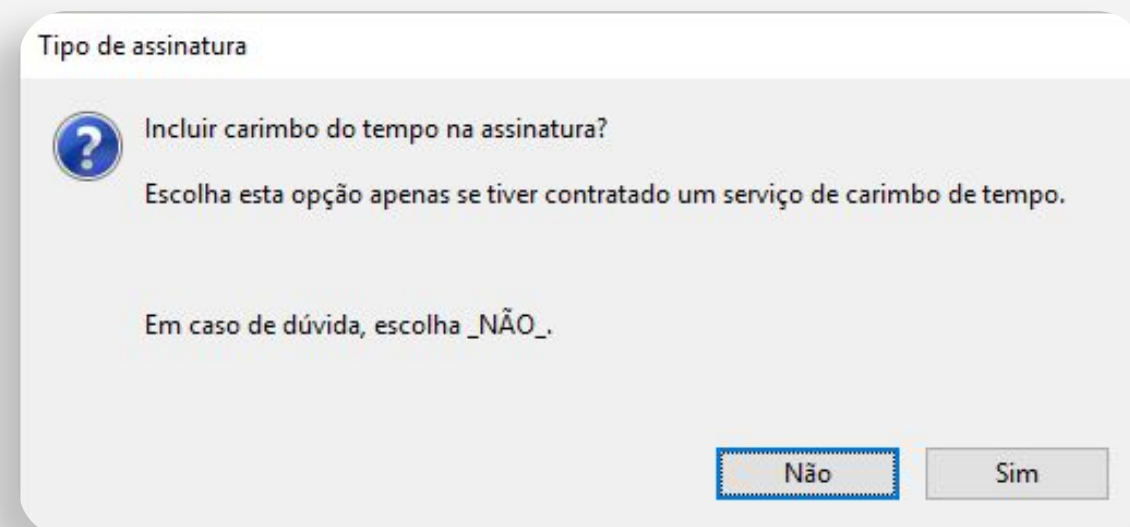 Tipo de assinatura
Incluir carimbo do tempo na assinatura?
Escolha esta opção apenas se tiver contratado um serviço de carimbo de tempo.
Em caso de dúvida, escolha _NÃO_.
Não
Sim